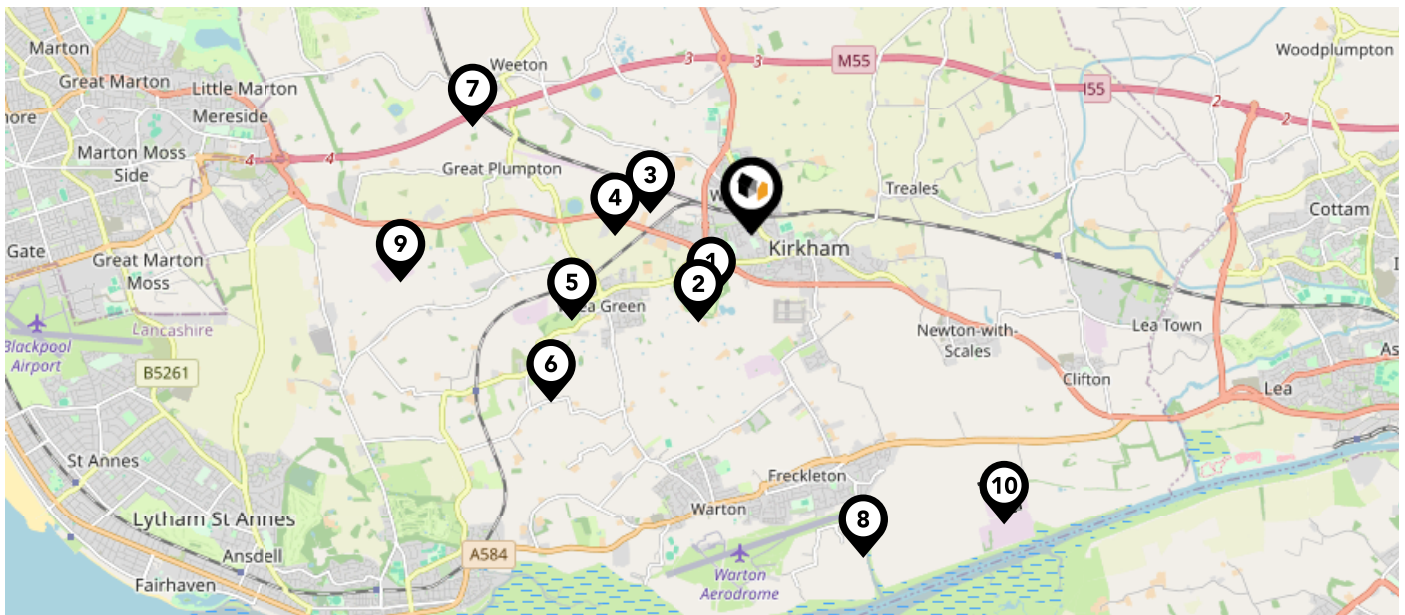 Marton
Great Marton
Little Marton
Mereside
Marton Moss
Side
Weeton
7
3
3
M55
I55
2
2
Woodplumpton
4
4
Great Plumpton
3
4
Treales
Cottam
Gate
Great Marton
Moss
9
Kirkham
1
2
5
Green
Lancashire
Blackpool
Airport
B5261
6
Newton-with-
Scales
Lea Town
Clifton
Lea
St Annes
Lytham St Annes
Ansdell
Fairhaven
A584
Freckleton
Warton
8
10
Warton
Aerodrome